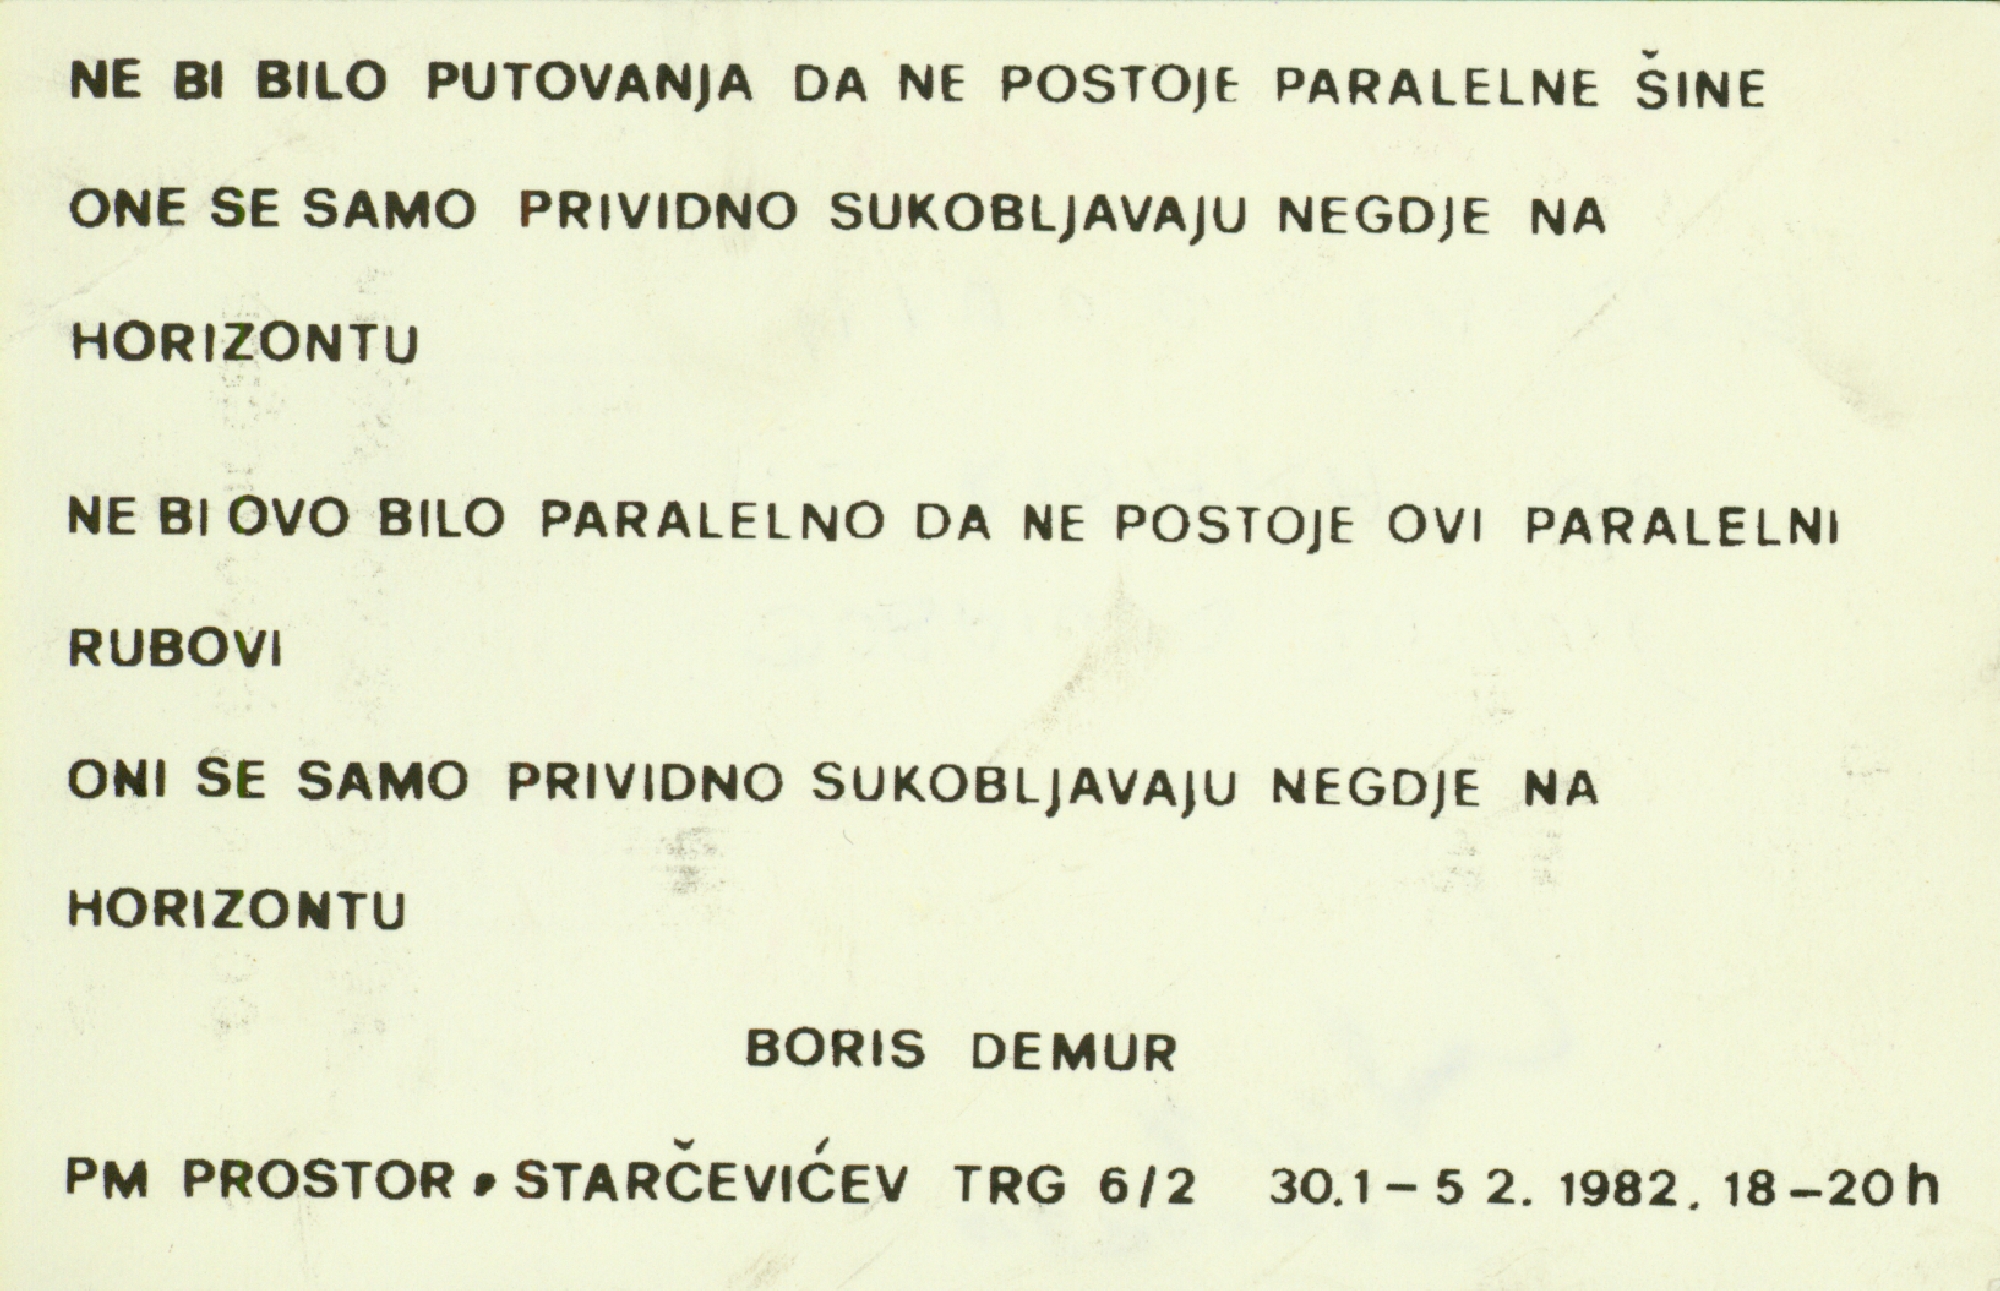 NE BI BILO PUTOVANJA DA NE POSTOJE PARALELNE ŠINE
ONE SE SAMO PRIVIDNO SUKOBLJAVAJU NEGDJE NA
HORIZONTU
NE BI OVO BILO PARALELNO DA NE POSTOJE OVI PARALELNI
RUBOVI
ONI SE SAMO PRIVIDNO SUKOBLJAVAJU NEGDJE NA
HORIZONTU
BORIS DEMUR
PM PROSTOR • STARČEVIĆEV TRG 6/2 30.1 – 5 2. 1982. 18 – 20 h